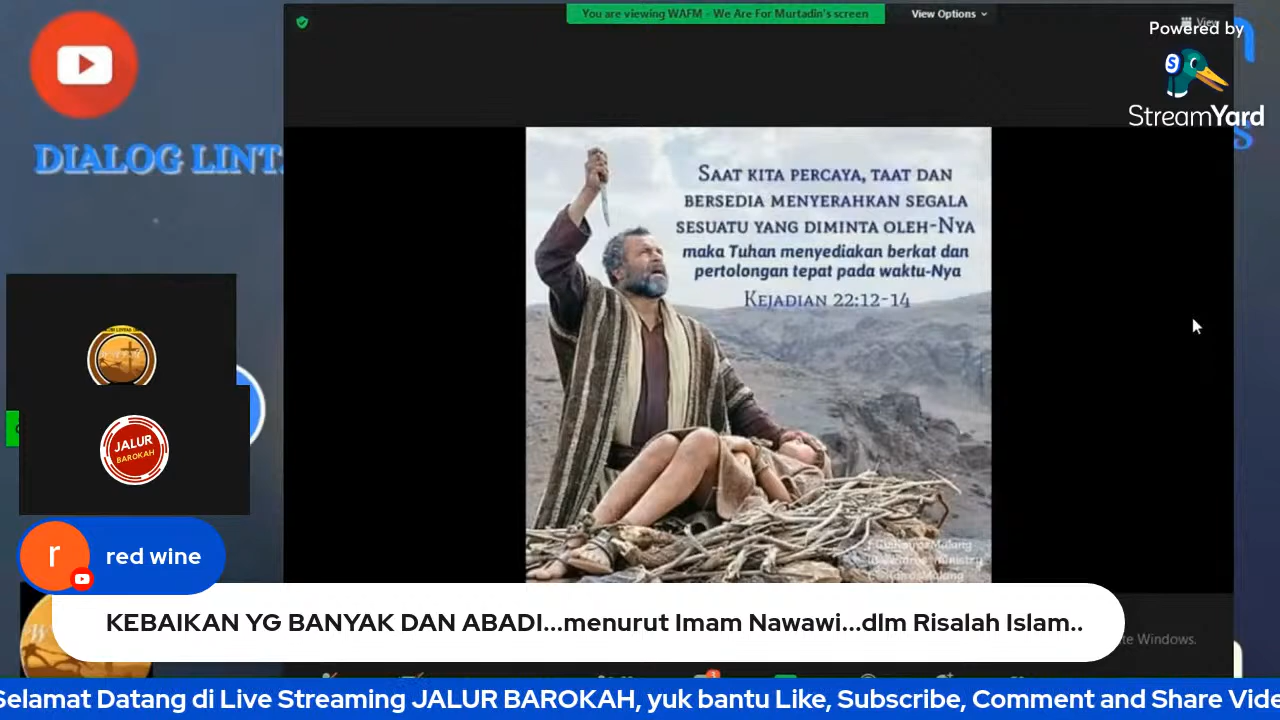 You are viewing WAFM - We Are For Murtadin's screen
View Options
View
Powered by
StreamYard
DIALOG LINT
SAAT KITA PERCAYA, TAAT DAN
BERSEDIA MENYERAHKAN SEGALA
SESUATU YANG DIMINTA OLEH-NYA
maka Tuhan menyediakan berkat dan
pertolongan tepat pada waktu-Nya
KEJADIAN 22:12-14
JALUR
BAROKAH
r
red wine
KEBAIKAN YG BANYAK DAN ABADI...menurut Imam Nawawi...dlm Risalah Islam..
te Windows.
Selamat Datang di Live Streaming JALUR BAROKAH, yuk bantu Like, Subscribe, Comment and Share Vide